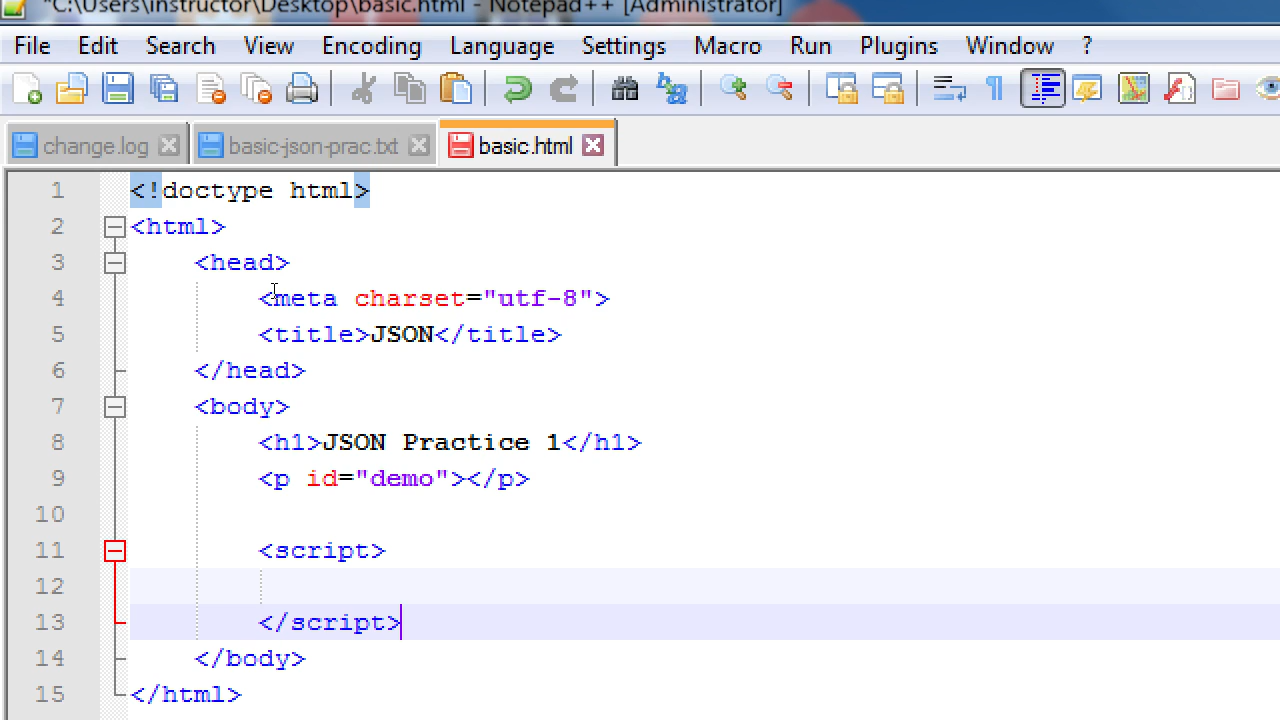 *C:\Users\instructor\Desktop\basic.html - Notepad++ [Administrator]
File Edit Search View Encoding Language Settings Macro Run Plugins Window ?
change.log basic-json-prac.txt basic.html
1 <!doctype html>
2 <html>
3 <head>
4 <meta charset="utf-8">
5 <title>JSON</title>
6 </head>
7 <body>
8 <h1>JSON Practice 1</h1>
9 <p id="demo"></p>
10
11 <script>
12
13 </script>
14 </body>
15 </html>